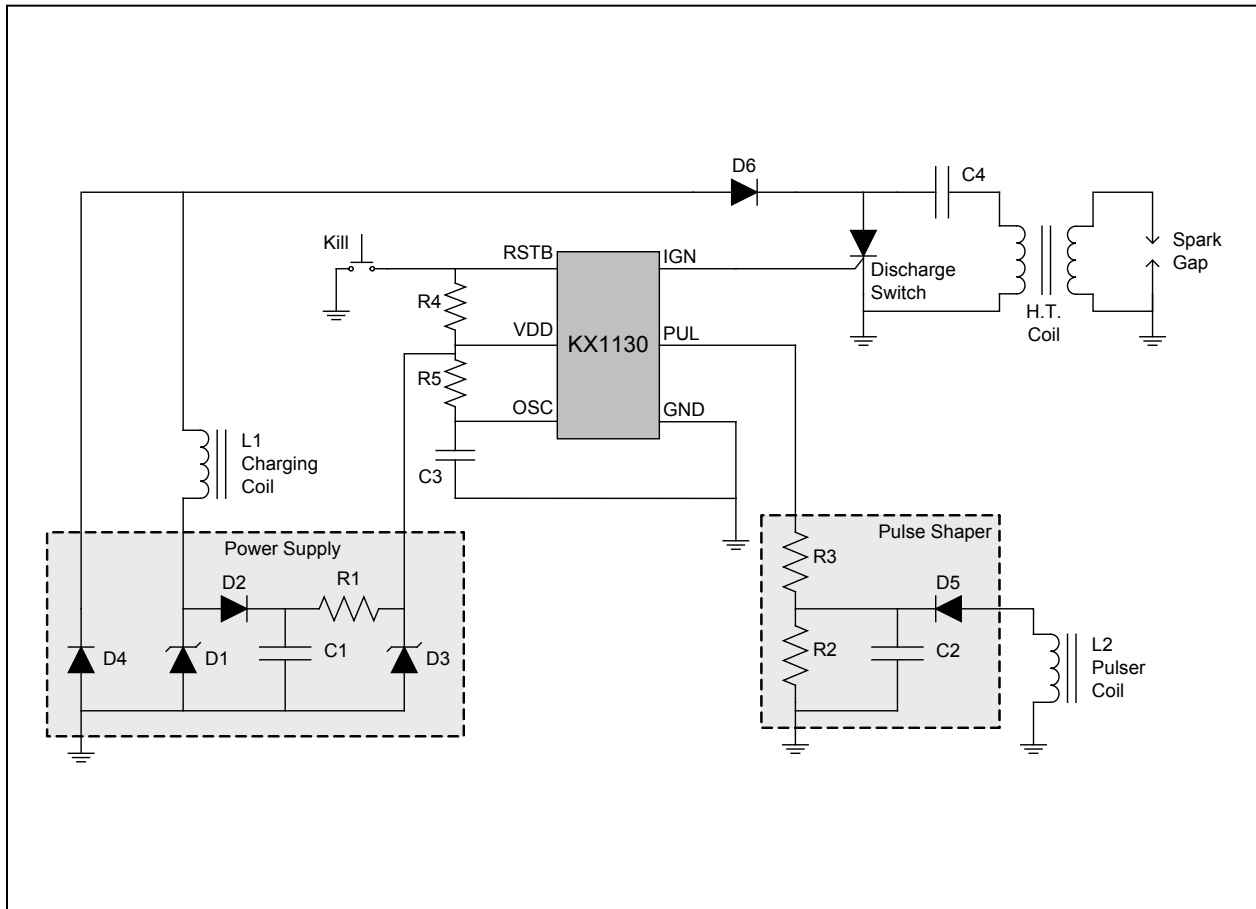 D6
C4
Kill
RSTB
IGN
Spark
Gap
Discharge
Switch
R4
H.T.
Coil
VDD
KX1130
PUL
R5
OSC
GND
L1
Charging
Coil
C3
Power Supply
Pulse Shaper
R3
D2
R1
D5
D4
D1
C1
D3
R2
C2
L2
Pulser
Coil